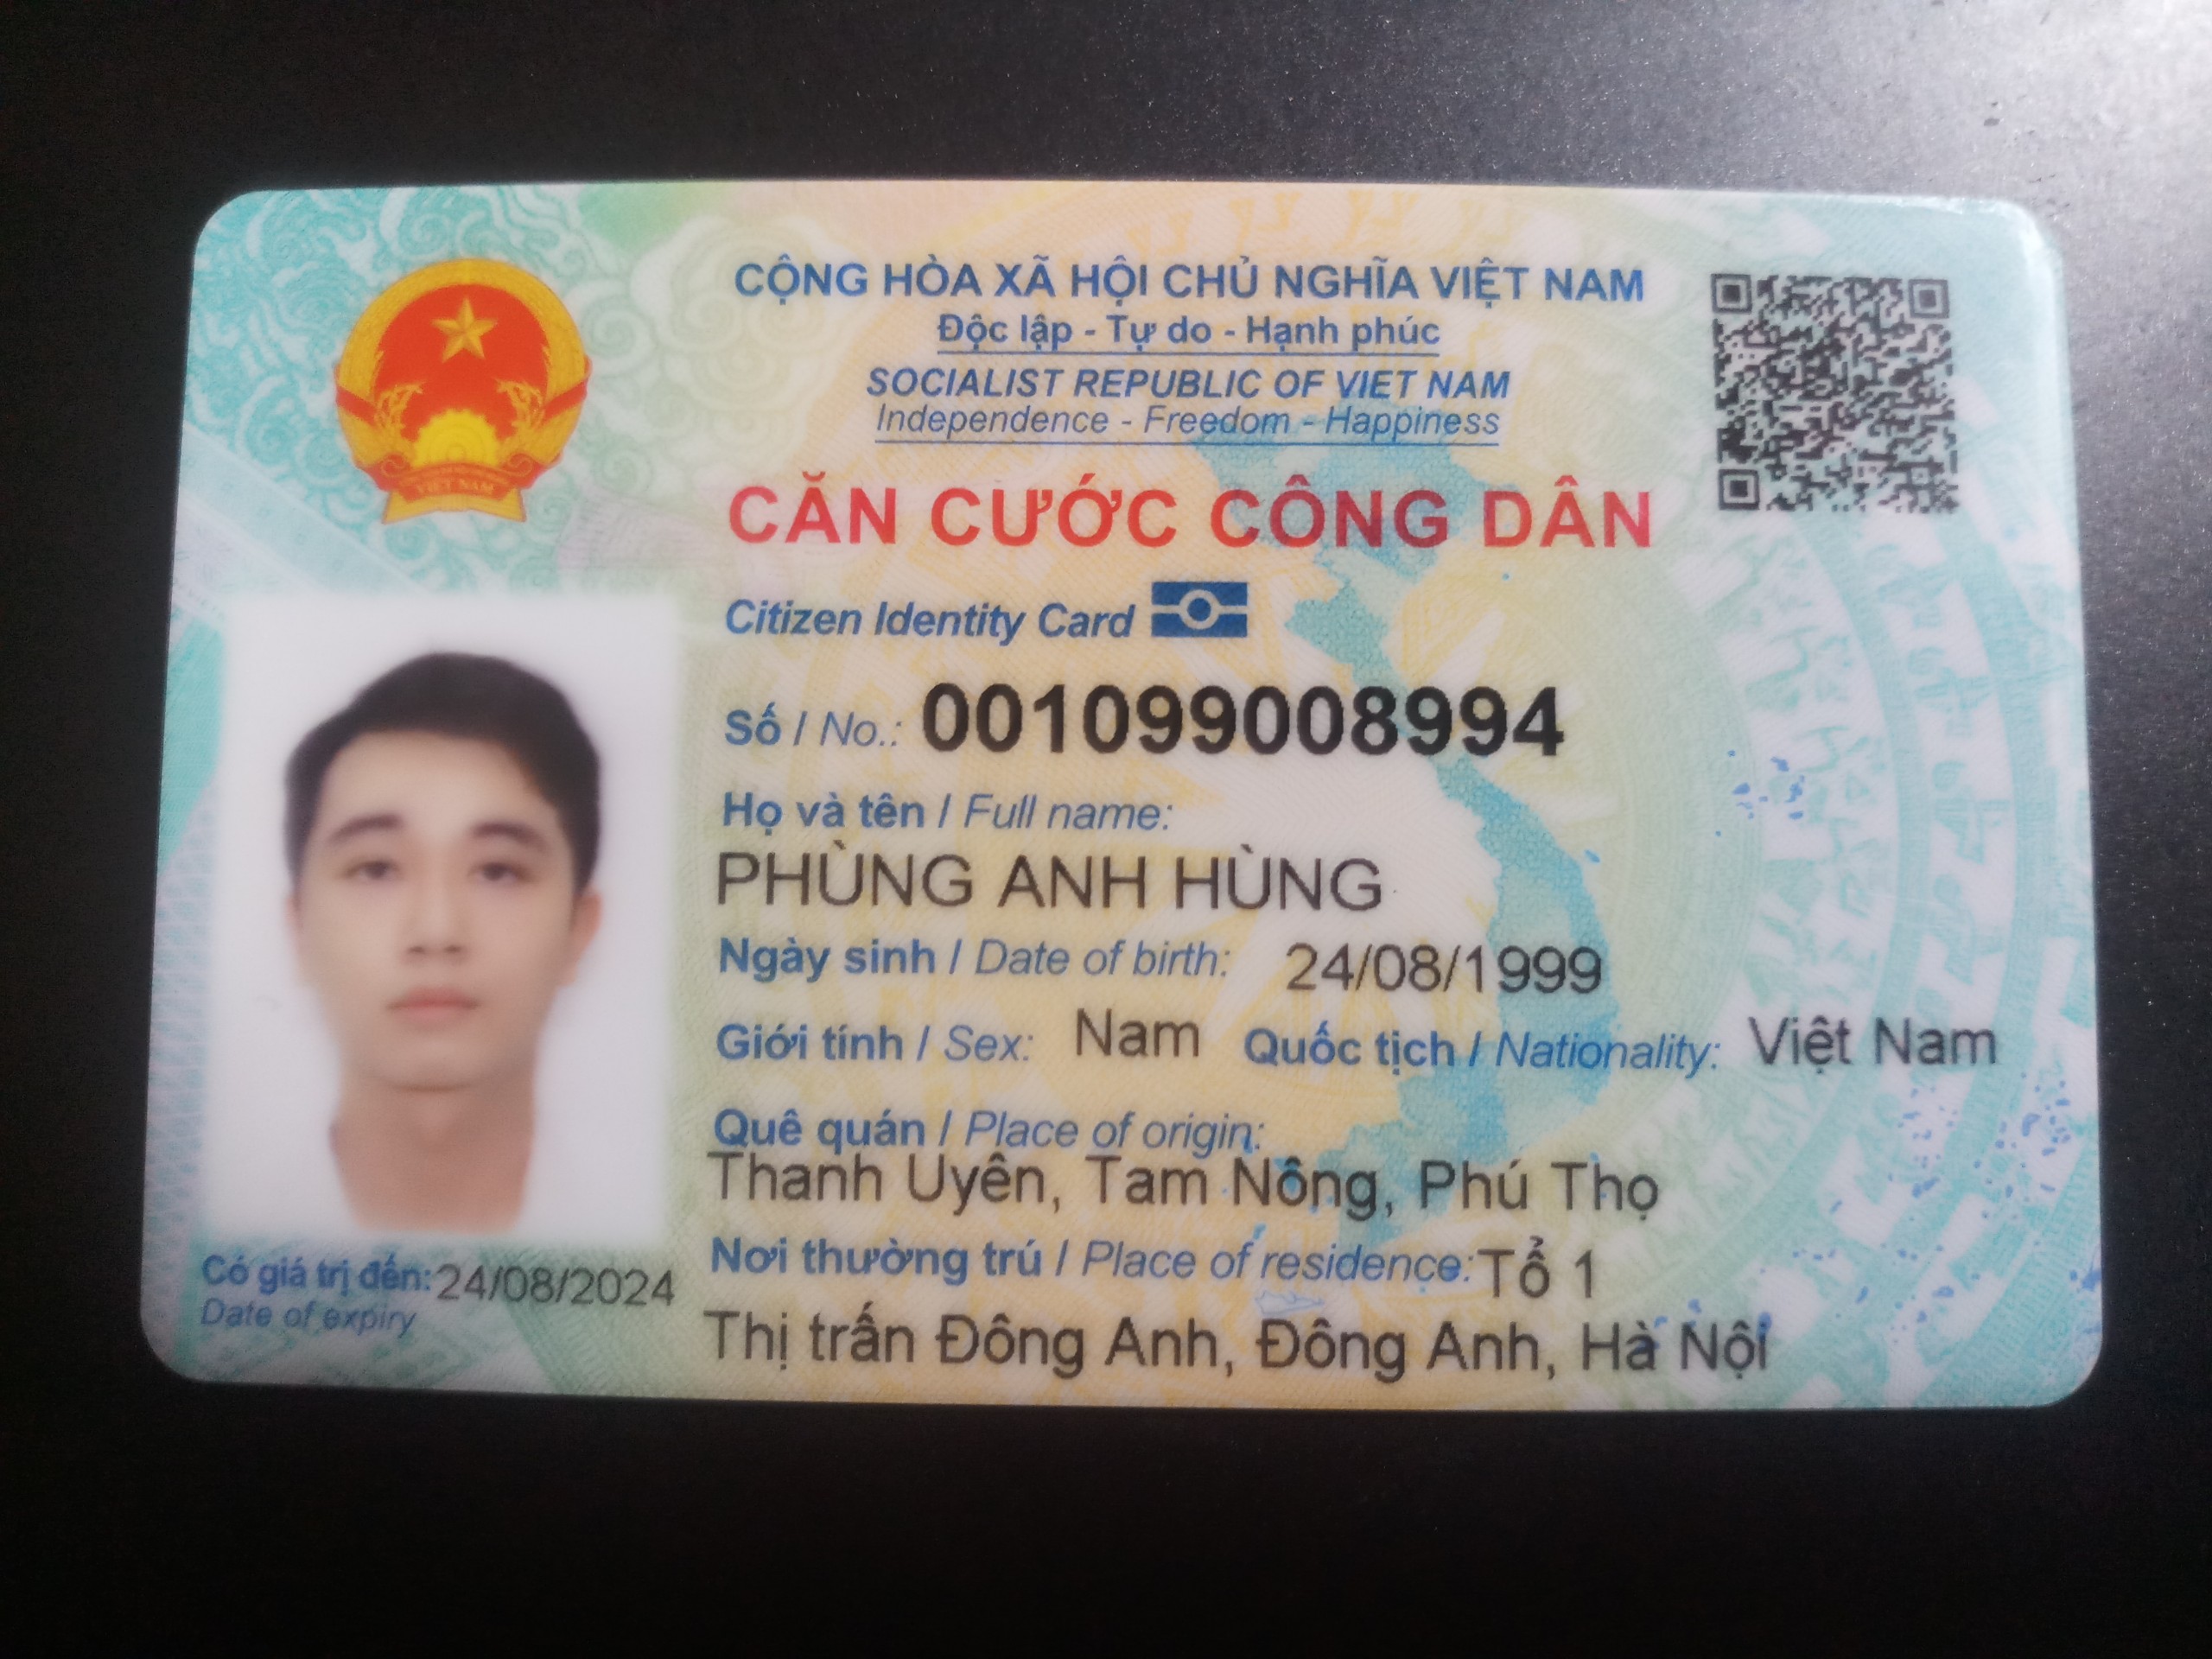 CỘNG HÒA XÃ HỘI CHỦ NGHĨA VIỆT NAM
Độc lập - Tự do - Hạnh phúc
SOCIALIST REPUBLIC OF VIET NAM
Independence - Freedom - Happiness
CĂN CƯỚC CÔNG DÂN
Citizen Identity Card
Số / No.: 001099008994
Họ và tên / Full name:
PHÙNG ANH HÙNG
Ngày sinh / Date of birth: 24/08/1999
Giới tính / Sex: Nam Quốc tịch / Nationality: Việt Nam
Quê quán / Place of origin:
Thanh Uyên, Tam Nông, Phú Thọ
Nơi thường trú / Place of residence: Tổ 1
Thị trấn Đông Anh, Đông Anh, Hà Nội
Có giá trị đến: 24/08/2024
Date of expiry
VIỆT NAM